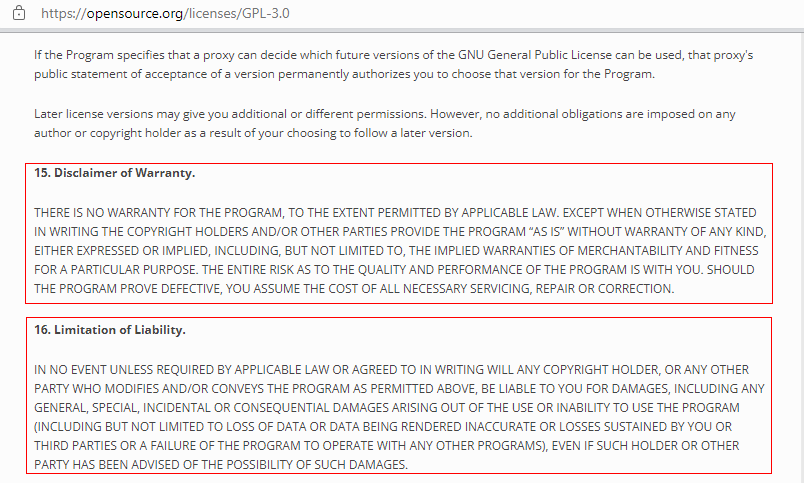 https://opensource.org/licenses/GPL-3.0
If the Program specifies that a proxy can decide which future versions of the GNU General Public License can be used, that proxy's
public statement of acceptance of a version permanently authorizes you to choose that version for the Program.
Later license versions may give you additional or different permissions. However, no additional obligations are imposed on any
author or copyright holder as a result of your choosing to follow a later version.
15. Disclaimer of Warranty.
THERE IS NO WARRANTY FOR THE PROGRAM, TO THE EXTENT PERMITTED BY APPLICABLE LAW. EXCEPT WHEN OTHERWISE STATED
IN WRITING THE COPYRIGHT HOLDERS AND/OR OTHER PARTIES PROVIDE THE PROGRAM “AS IS” WITHOUT WARRANTY OF ANY KIND,
EITHER EXPRESSED OR IMPLIED, INCLUDING, BUT NOT LIMITED TO, THE IMPLIED WARRANTIES OF MERCHANTABILITY AND FITNESS
FOR A PARTICULAR PURPOSE. THE ENTIRE RISK AS TO THE QUALITY AND PERFORMANCE OF THE PROGRAM IS WITH YOU. SHOULD
THE PROGRAM PROVE DEFECTIVE, YOU ASSUME THE COST OF ALL NECESSARY SERVICING, REPAIR OR CORRECTION.
16. Limitation of Liability.
IN NO EVENT UNLESS REQUIRED BY APPLICABLE LAW OR AGREED TO IN WRITING WILL ANY COPYRIGHT HOLDER, OR ANY OTHER
PARTY WHO MODIFIES AND/OR CONVEYS THE PROGRAM AS PERMITTED ABOVE, BE LIABLE TO YOU FOR DAMAGES, INCLUDING ANY
GENERAL, SPECIAL, INCIDENTAL OR CONSEQUENTIAL DAMAGES ARISING OUT OF THE USE OR INABILITY TO USE THE PROGRAM
(INCLUDING BUT NOT LIMITED TO LOSS OF DATA OR DATA BEING RENDERED INACCURATE OR LOSSES SUSTAINED BY YOU OR
THIRD PARTIES OR A FAILURE OF THE PROGRAM TO OPERATE WITH ANY OTHER PROGRAMS), EVEN IF SUCH HOLDER OR OTHER
PARTY HAS BEEN ADVISED OF THE POSSIBILITY OF SUCH DAMAGES.